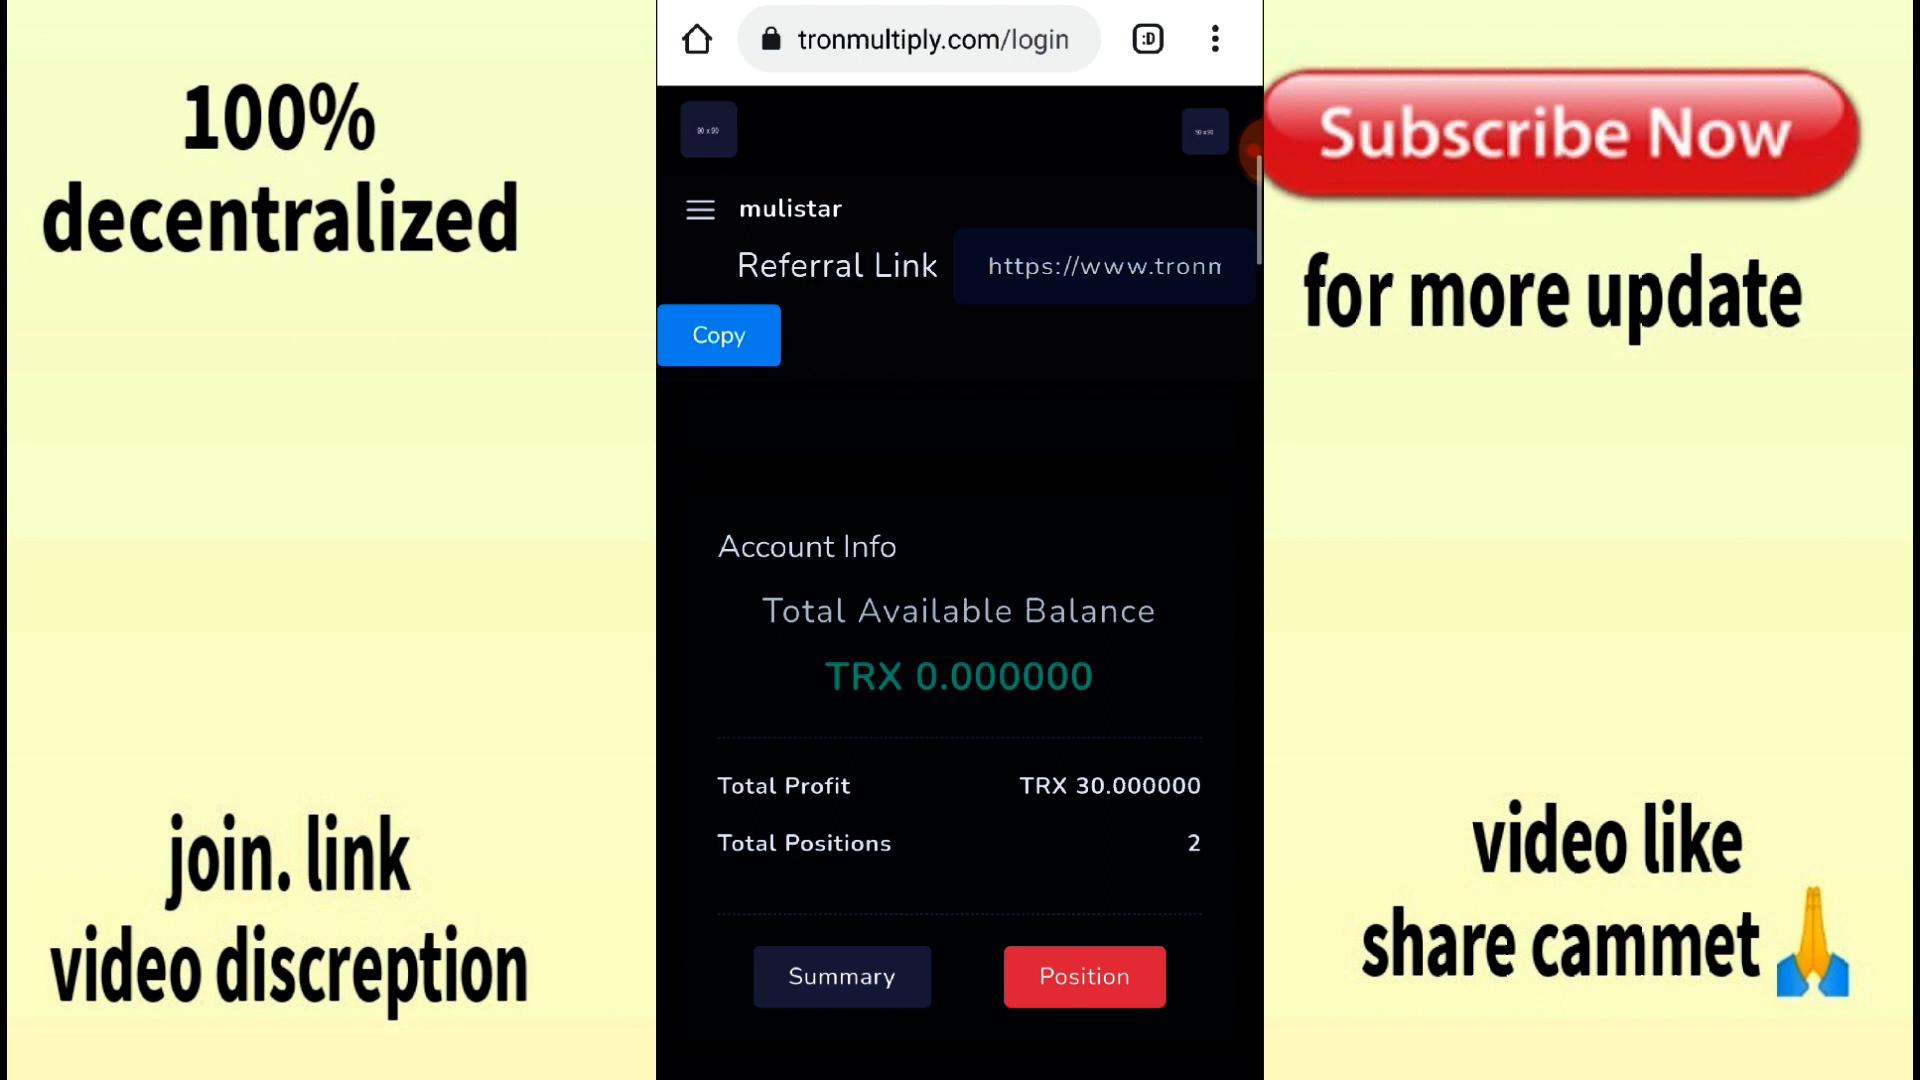 100%
decentralized
join. link
video discreption
tronmultiply.com/login
:D
90 x 90
mulistar
Referral Link
https://www.tronm
Copy
Account Info
Total Available Balance
TRX 0.000000
Total Profit TRX 30.000000
Total Positions 2
Summary Position
Subscribe Now
for more update
video like
share cammet